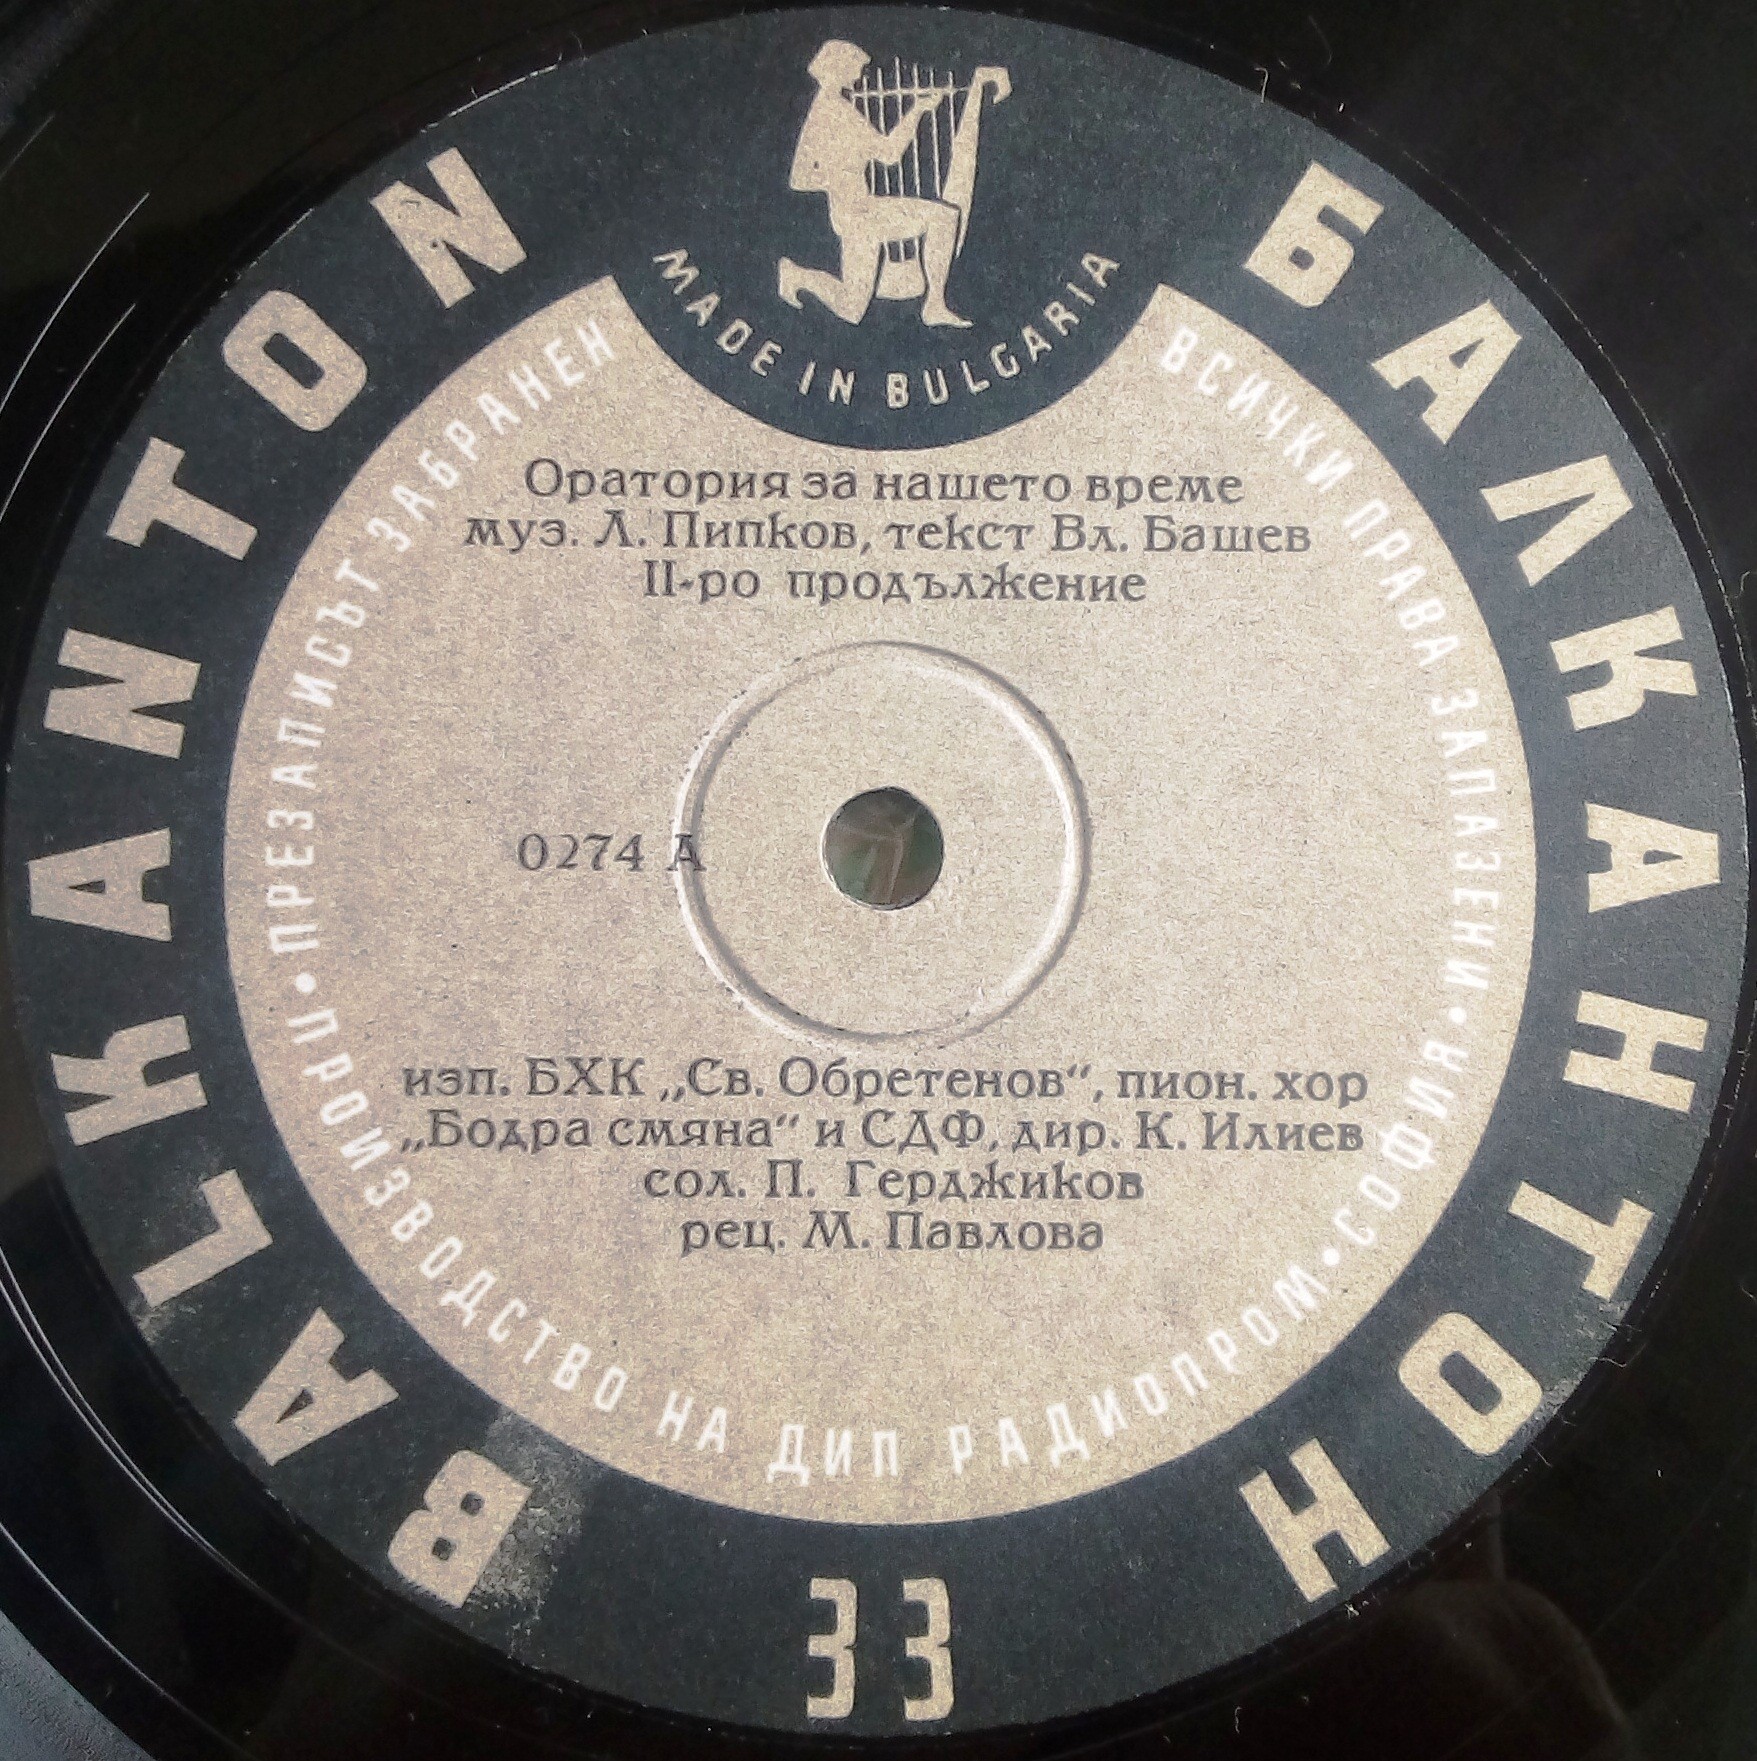 BALKANTON
БАЛКАНТОН
MADE IN BULGARIA
ВСИЧКИ ПРАВА ЗАПАЗЕНИ · НИФИ
СОФИЯ · ПРОИЗВОДСТВО НА ДИП РАДИОПРОМ · ПРЕЗАПИСЪТ ЗАБРАНЕН
Оратория за нашето време
муз. Л. Пипков, текст Вл. Башев
II-ро продължение
0274 А
изп. БХК „Св. Обретенов“, пион. хор
„Бодра смяна“ и СДФ, дир. К. Илиев
сол. П. Герджиков
рец. М. Павлова
33